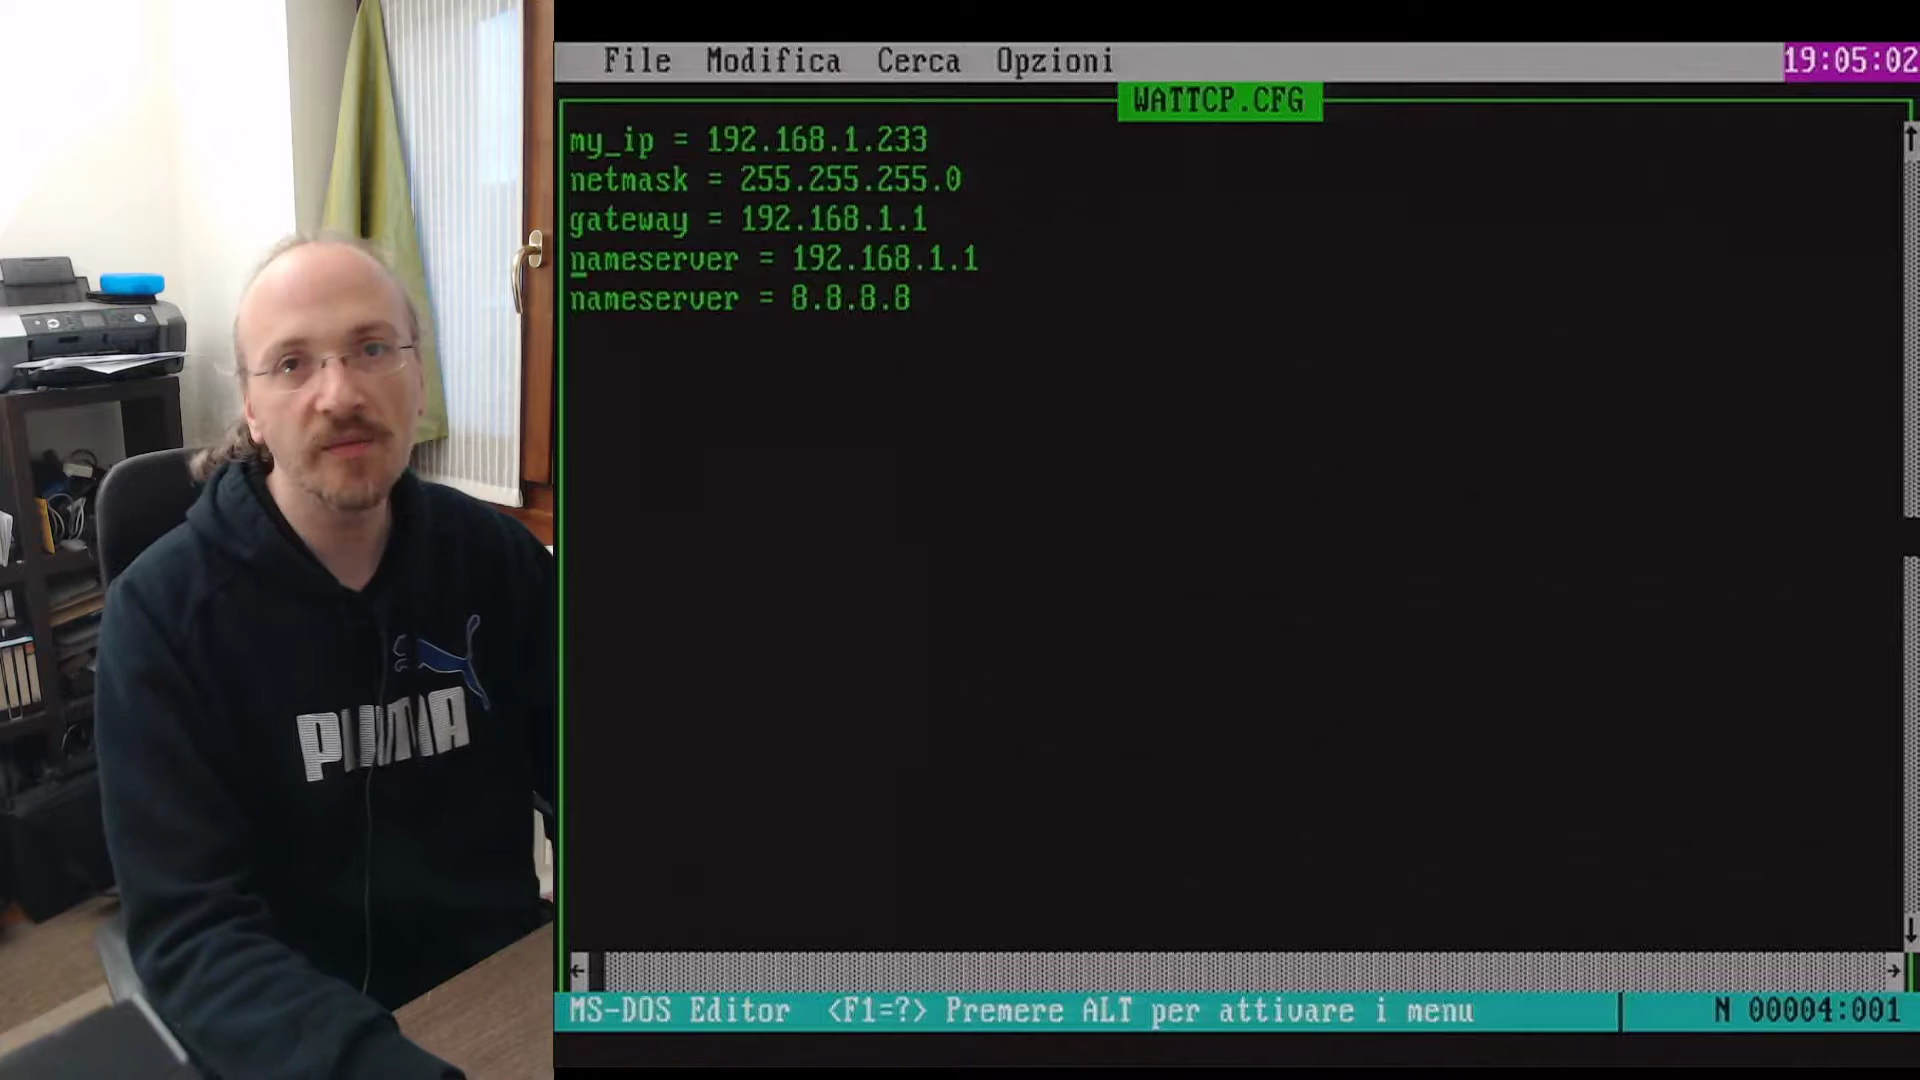 File Modifica Cerca Opzioni 19:05:02
WATTCP.CFG
my_ip = 192.168.1.233
netmask = 255.255.255.0
gateway = 192.168.1.1
nameserver = 192.168.1.1
nameserver = 8.8.8.8
MS-DOS Editor <F1=?> Premere ALT per attivare i menu N 00004:001
PUMA